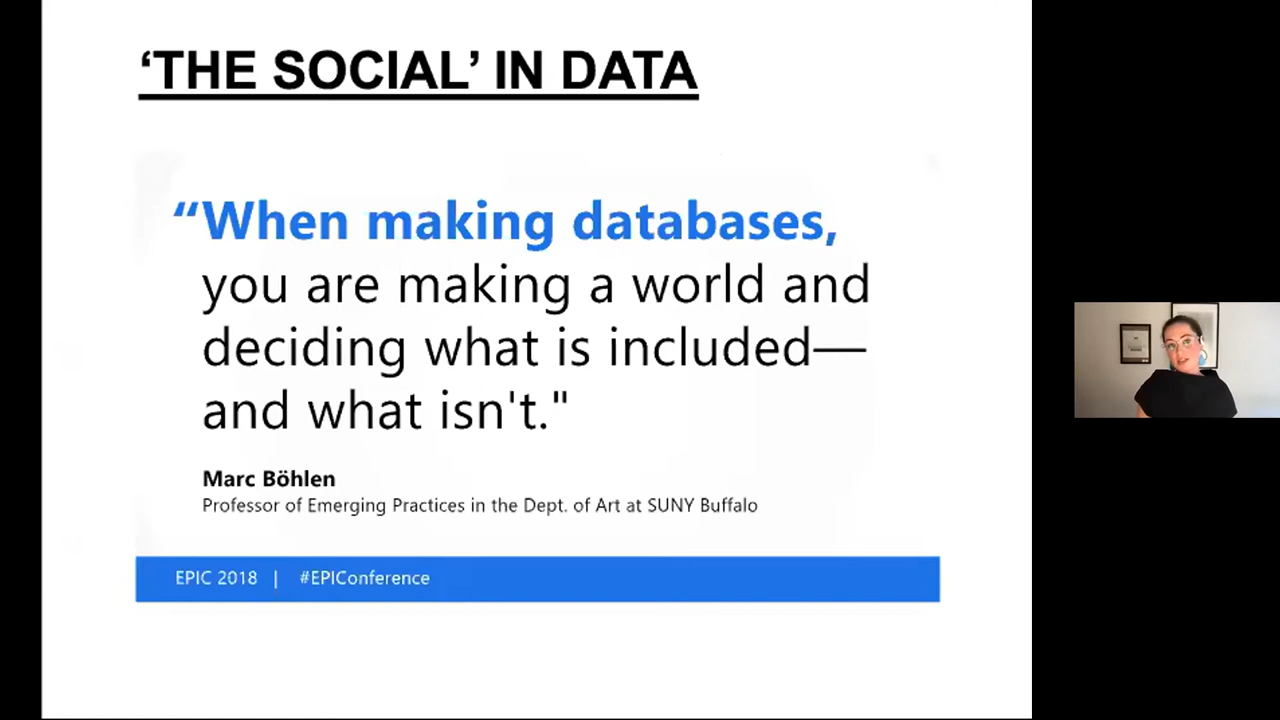 ‘THE SOCIAL’ IN DATA
“When making databases,
you are making a world and
deciding what is included—
and what isn't."
Marc Böhlen
Professor of Emerging Practices in the Dept. of Art at SUNY Buffalo
EPIC 2018 | #EPIConference